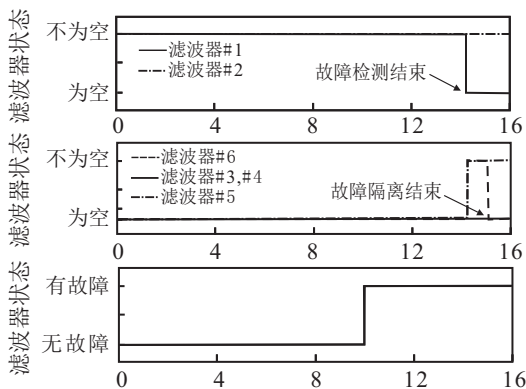 滤波器状态
不为空
为空
滤波器#1
滤波器#2
故障检测结束
0 4 8 12 16
滤波器状态
不为空
为空
滤波器#6
滤波器#3,#4
滤波器#5
故障隔离结束
0 4 8 12 16
滤波器状态
有故障
无故障
0 4 8 12 16